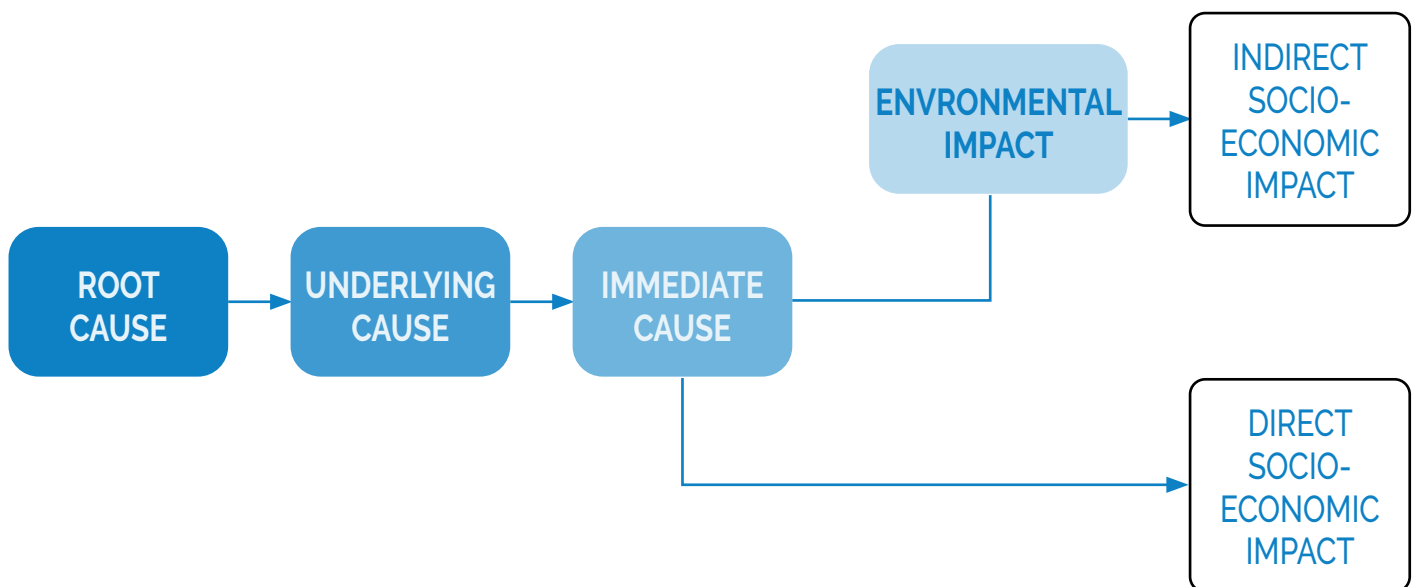 ROOT
CAUSE
UNDERLYING
CAUSE
IMMEDIATE
CAUSE
ENVRONMENTAL
IMPACT
INDIRECT
SOCIO-
ECONOMIC
IMPACT
DIRECT
SOCIO-
ECONOMIC
IMPACT